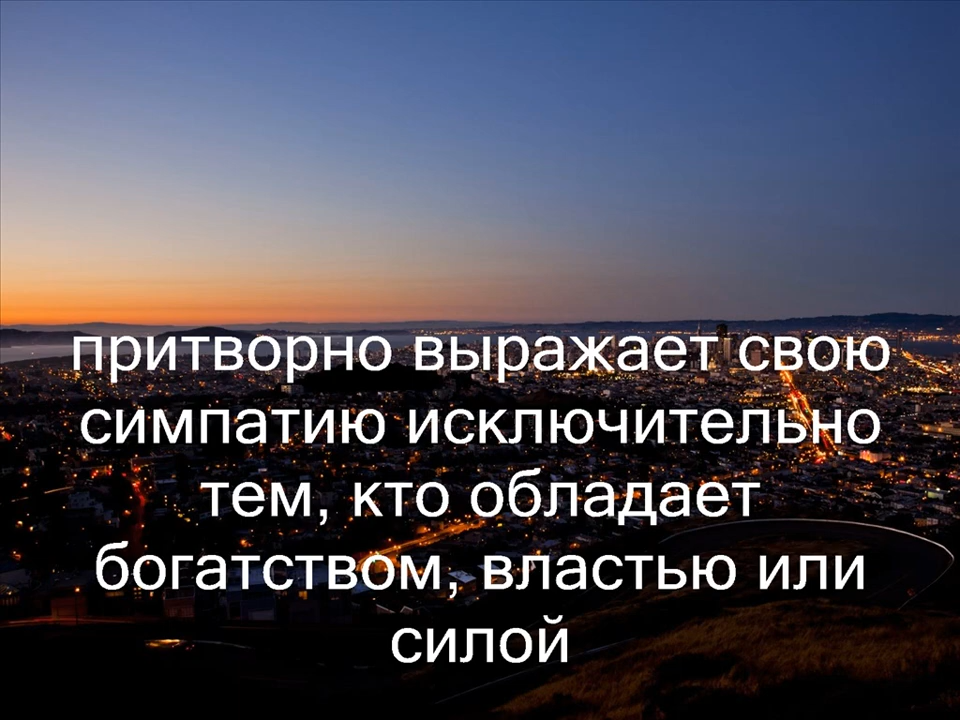 притворно выражает свою
симпатию исключительно
тем, кто обладает
богатством, властью или
силой